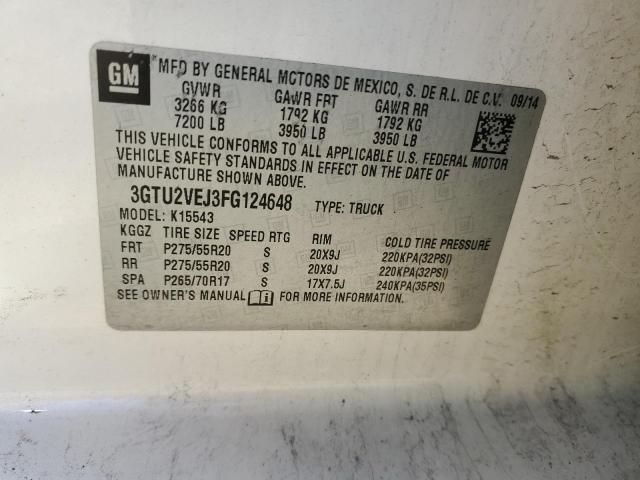 GM
MFD BY GENERAL MOTORS DE MEXICO, S. DE R.L. DE C.V. 09/14
GVWR GAWR FRT GAWR RR
3266 KG 1792 KG 1792 KG
7200 LB 3950 LB 3950 LB
THIS VEHICLE CONFORMS TO ALL APPLICABLE U.S. FEDERAL MOTOR
VEHICLE SAFETY STANDARDS IN EFFECT ON THE DATE OF
MANUFACTURE SHOWN ABOVE.
3GTU2VEJ3FG124648 TYPE: TRUCK
MODEL: K15543
KGGZ TIRE SIZE SPEED RTG RIM COLD TIRE PRESSURE
FRT P275/55R20 S 20X9J 220KPA(32PSI)
RR P275/55R20 S 20X9J 220KPA(32PSI)
SPA P265/70R17 S 17X7.5J 240KPA(35PSI)
SEE OWNER'S MANUAL FOR MORE INFORMATION.